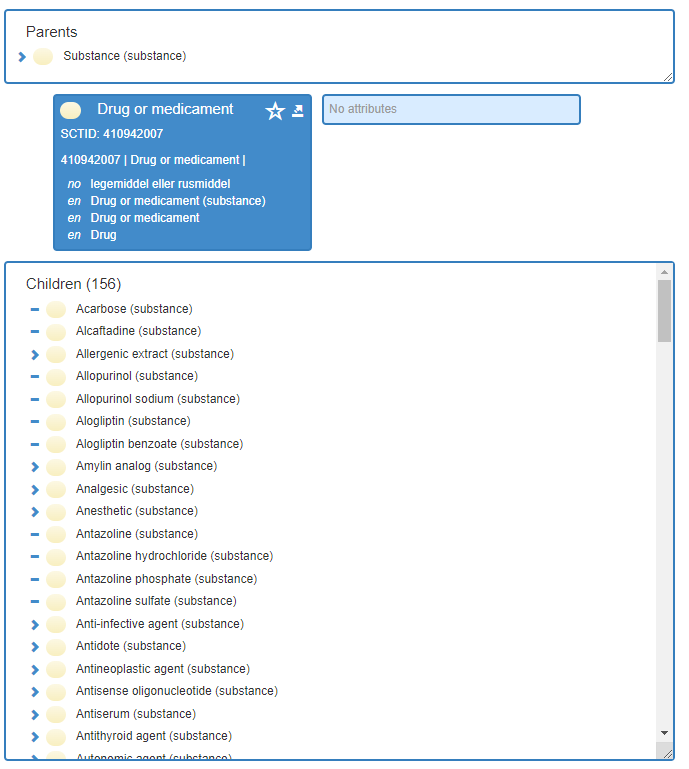 Parents
Substance (substance)
Drug or medicament
SCTID: 410942007
410942007 | Drug or medicament |
no legemiddel eller rusmiddel
en Drug or medicament (substance)
en Drug or medicament
en Drug
No attributes
Children (156)
Acarbose (substance)
Alcaftadine (substance)
Allergenic extract (substance)
Allopurinol (substance)
Allopurinol sodium (substance)
Alogliptin (substance)
Alogliptin benzoate (substance)
Amylin analog (substance)
Analgesic (substance)
Anesthetic (substance)
Antazoline (substance)
Antazoline hydrochloride (substance)
Antazoline phosphate (substance)
Antazoline sulfate (substance)
Anti-infective agent (substance)
Antidote (substance)
Antineoplastic agent (substance)
Antisense oligonucleotide (substance)
Antiserum (substance)
Antithyroid agent (substance)
Autonomic agent (substance)